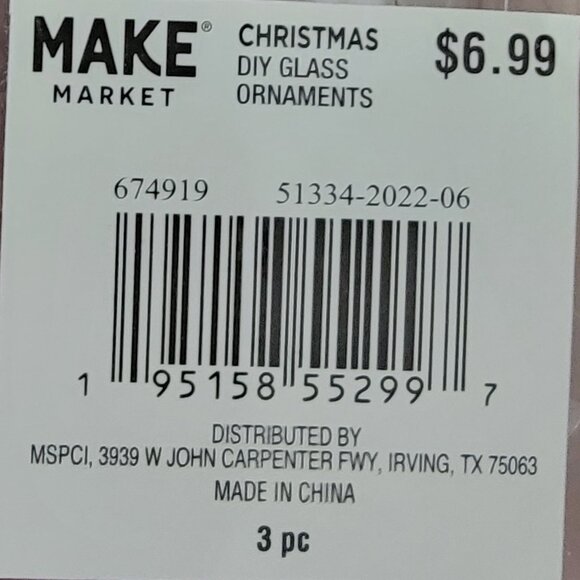 MAKE® CHRISTMAS $6.99
MARKET DIY GLASS
ORNAMENTS
674919 51334-2022-06
1 95158 55299 7
DISTRIBUTED BY
MSPCI, 3939 W JOHN CARPENTER FWY, IRVING, TX 75063
MADE IN CHINA
3 pc